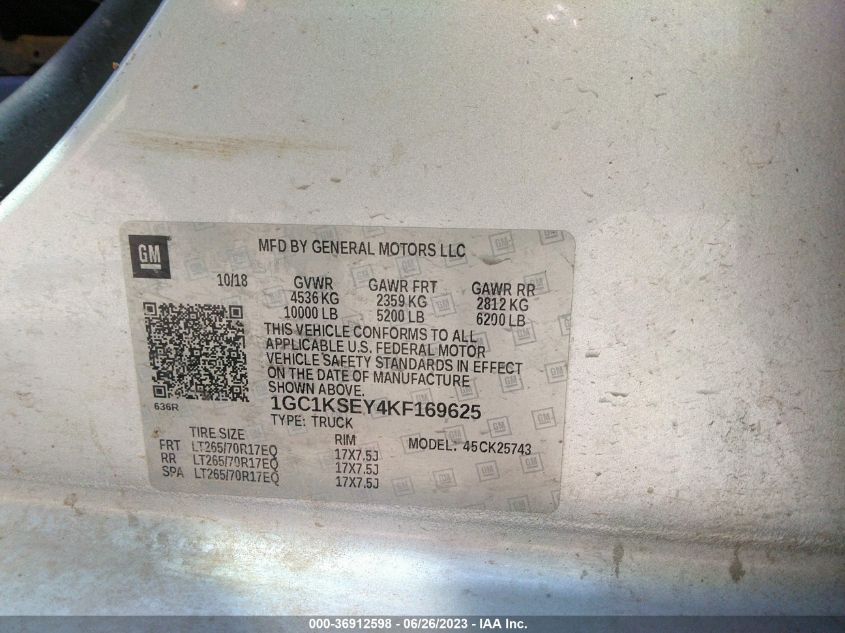 GM
MFD BY GENERAL MOTORS LLC
10/18 GVWR GAWR FRT GAWR RR
4536 KG 2359 KG 2812 KG
10000 LB 5200 LB 6200 LB
THIS VEHICLE CONFORMS TO ALL
APPLICABLE U.S. FEDERAL MOTOR
VEHICLE SAFETY STANDARDS IN EFFECT
ON THE DATE OF MANUFACTURE
SHOWN ABOVE.
636R
1GC1KSEY4KF169625
TYPE: TRUCK
TIRE SIZE RIM MODEL: 45CK25743
FRT LT265/70R17EQ 17X7.5J
RR LT265/70R17EQ 17X7.5J
SPA LT265/70R17EQ 17X7.5J
000-36912598 - 06/26/2023 - IAA Inc.